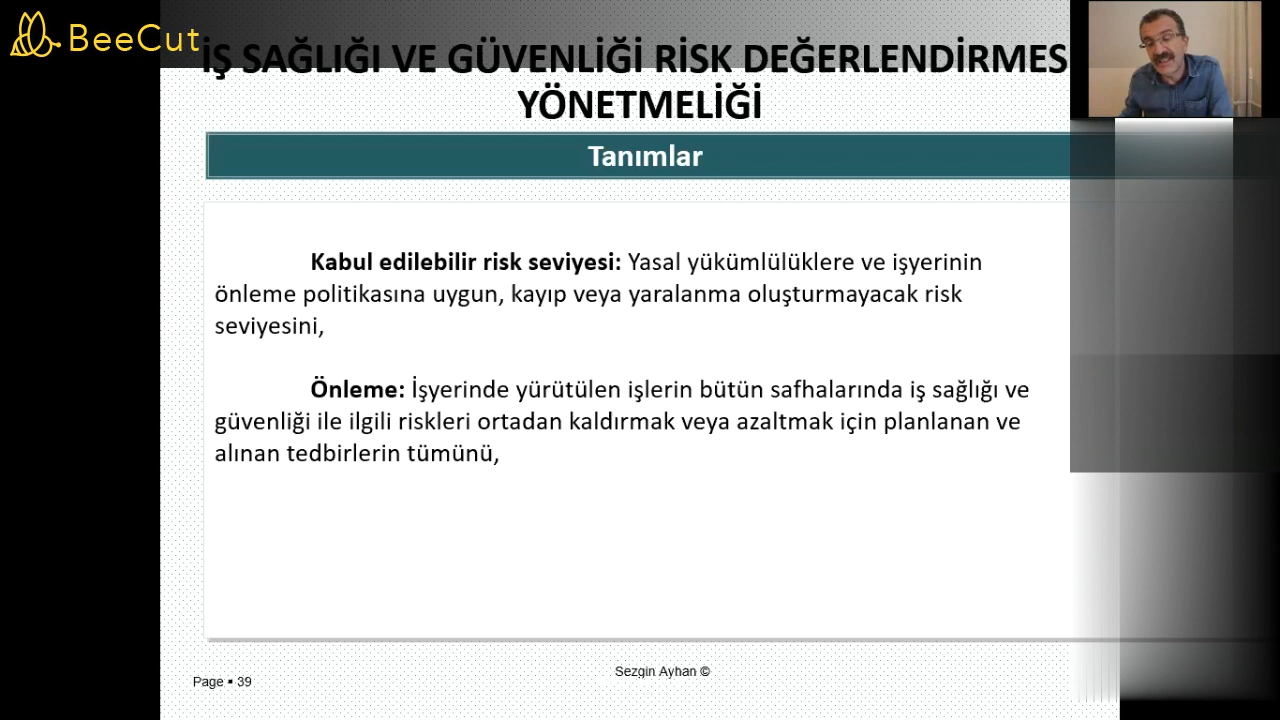 BeeCut
İŞ SAĞLIĞI VE GÜVENLİĞİ RİSK DEĞERLENDİRMES
YÖNETMELİĞİ
Tanımlar
Kabul edilebilir risk seviyesi: Yasal yükümlülüklere ve işyerinin
önleme politikasına uygun, kayıp veya yaralanma oluşturmayacak risk
seviyesini,
Önleme: İşyerinde yürütülen işlerin bütün safhalarında iş sağlığı ve
güvenliği ile ilgili riskleri ortadan kaldırmak veya azaltmak için planlanan ve
alınan tedbirlerin tümünü,
Sezgin Ayhan ©
Page ▪ 39